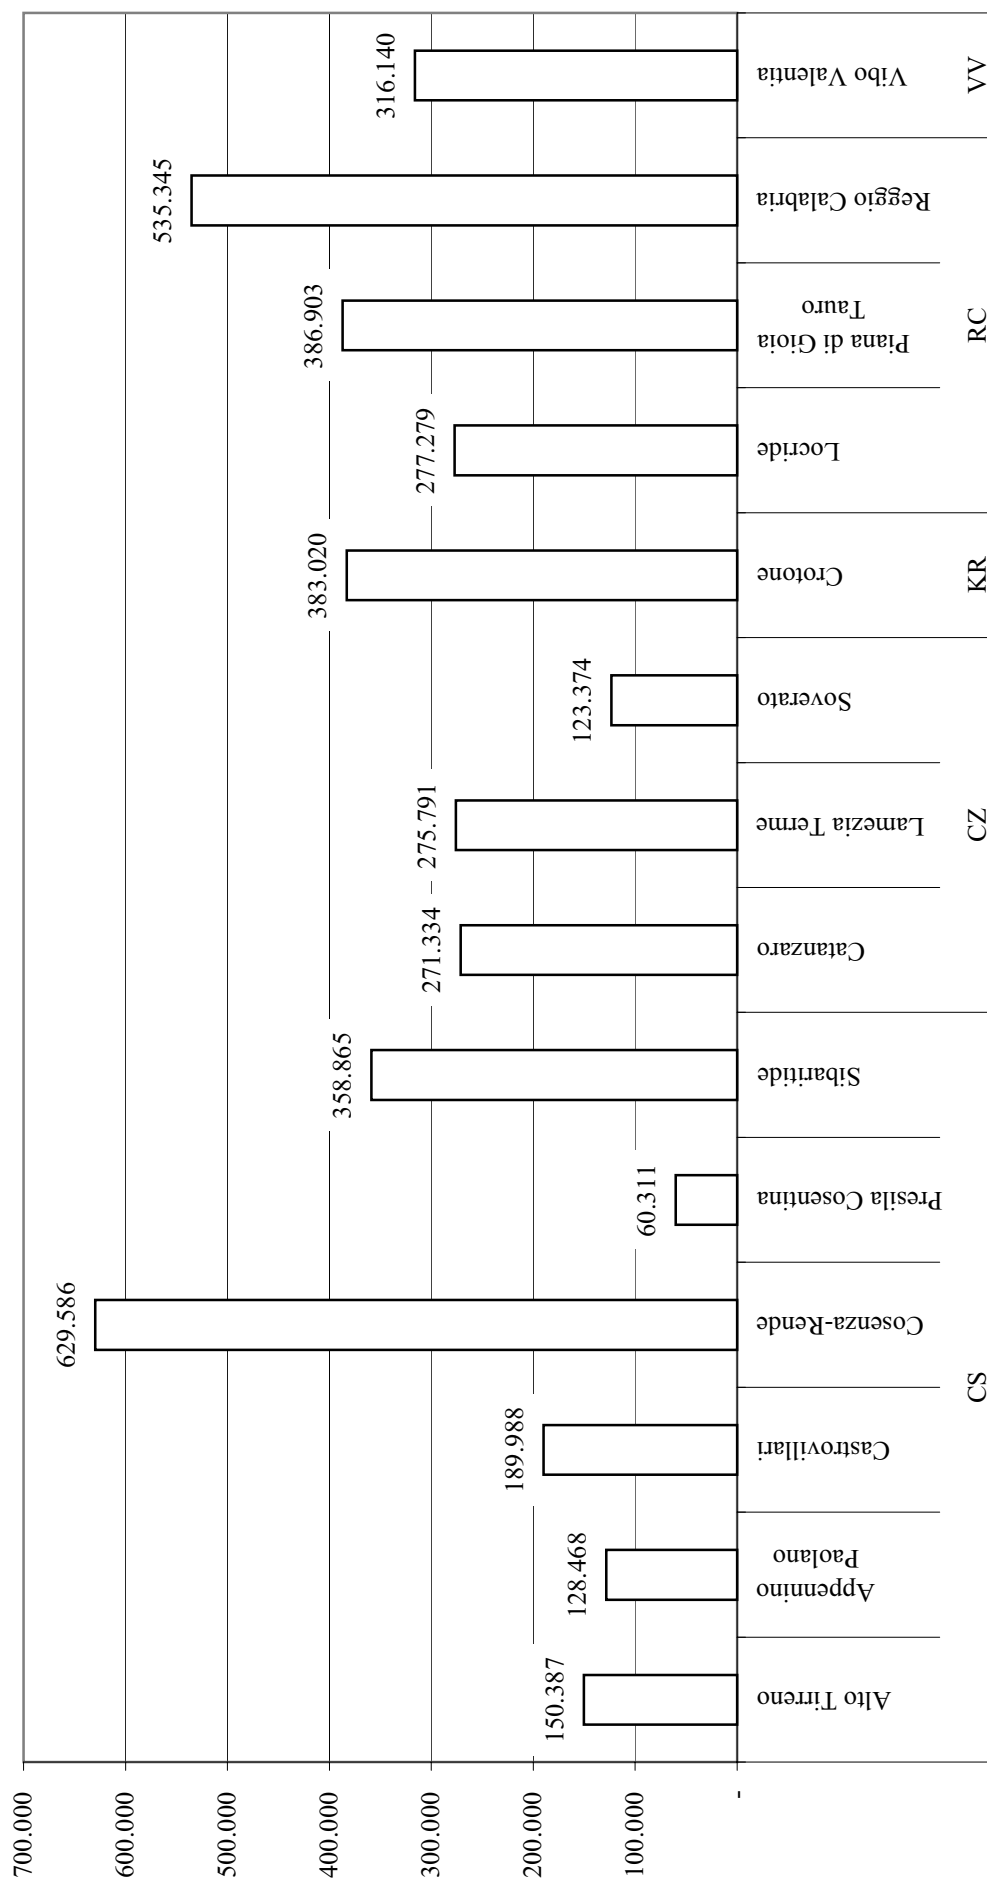 700.000
600.000
500.000
400.000
300.000
200.000
100.000
-
150.387
128.468
189.988
629.586
60.311
358.865
271.334
275.791
123.374
383.020
277.279
386.903
535.345
316.140
Alto Tirreno
Appennino
Paolano
Castrovillari
Cosenza-Rende
Presila Cosentina
Sibaritide
Catanzaro
Lamezia Terme
Soverato
Crotone
Locride
Piana di Gioia
Tauro
Reggio Calabria
Vibo Valentia
CS
CZ
KR
RC
VV